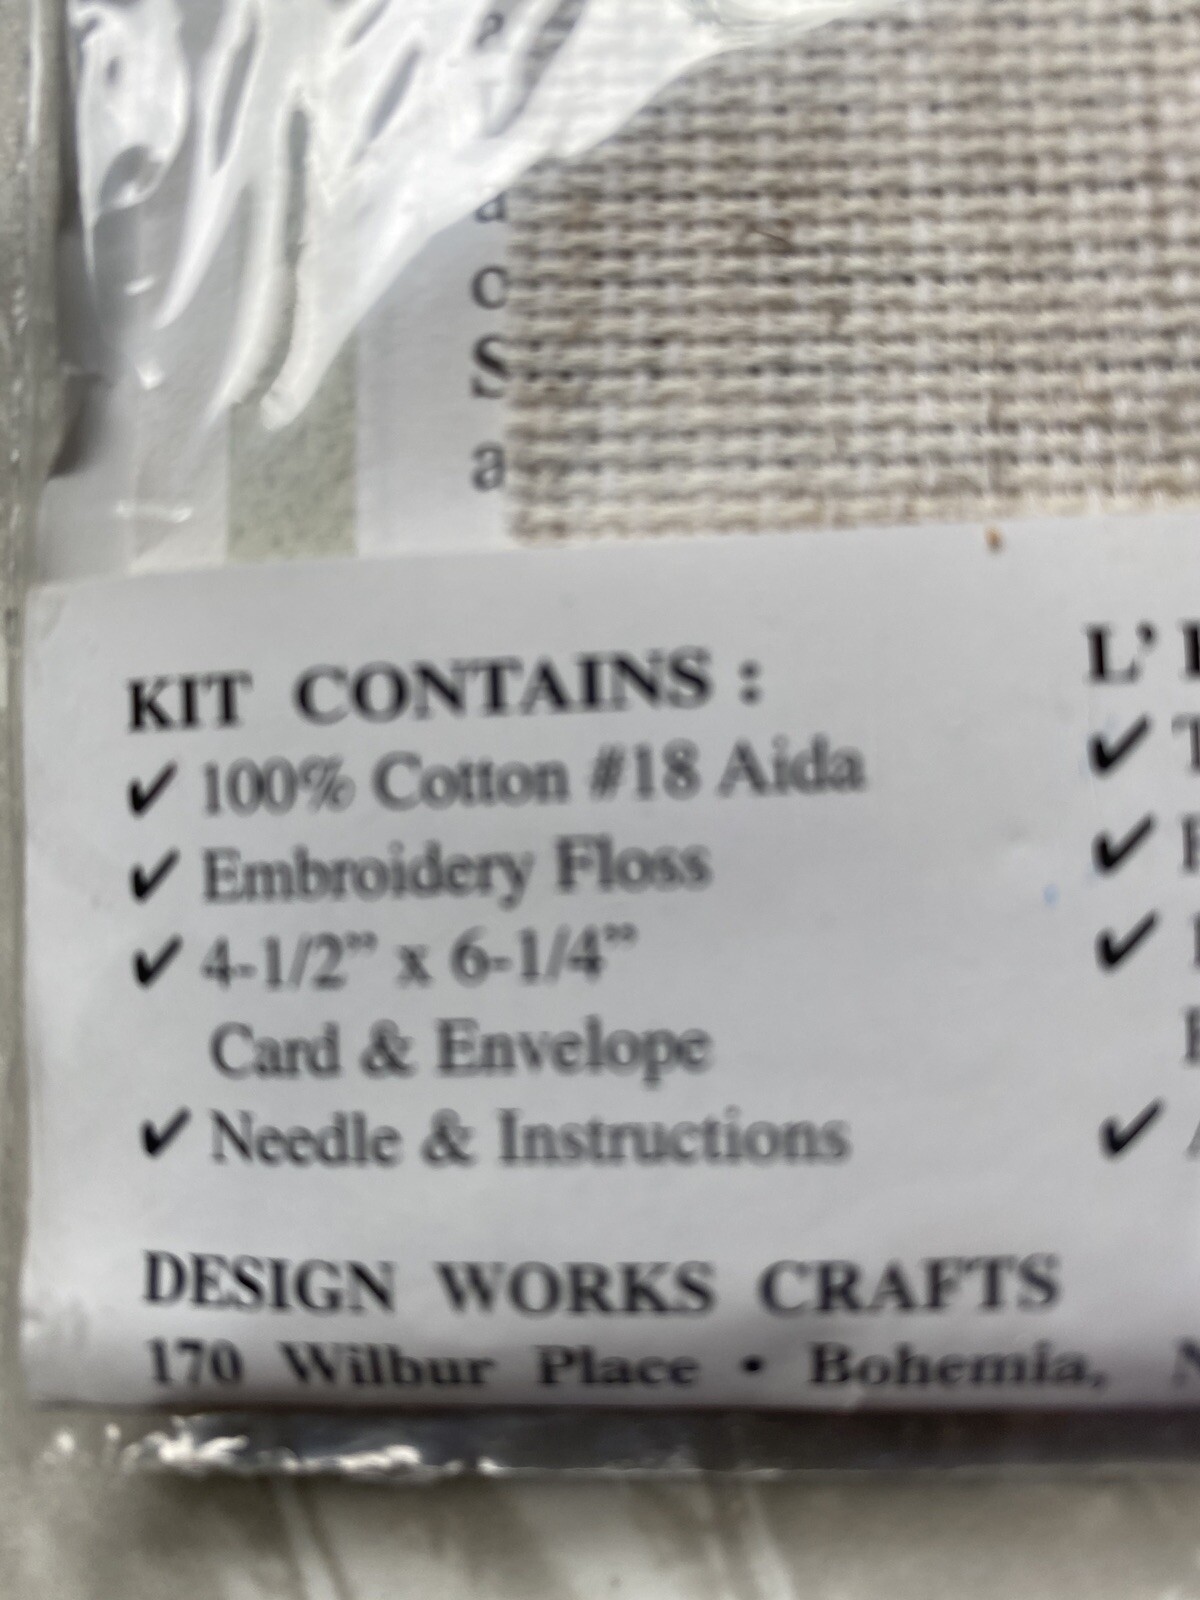 a
o
S
a
KIT CONTAINS :
✔ 100% Cotton #18 Aida
✔ Embroidery Floss
✔ 4-1/2” x 6-1/4”
Card & Envelope
✔ Needle & Instructions
DESIGN WORKS CRAFTS
170 Wilbur Place • Bohemia,
L’
✔
✔
✔
✔